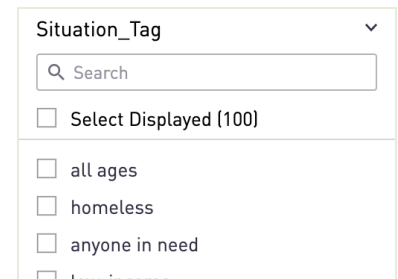 Situation_Tag
Search
Select Displayed (100)
all ages
homeless
anyone in need